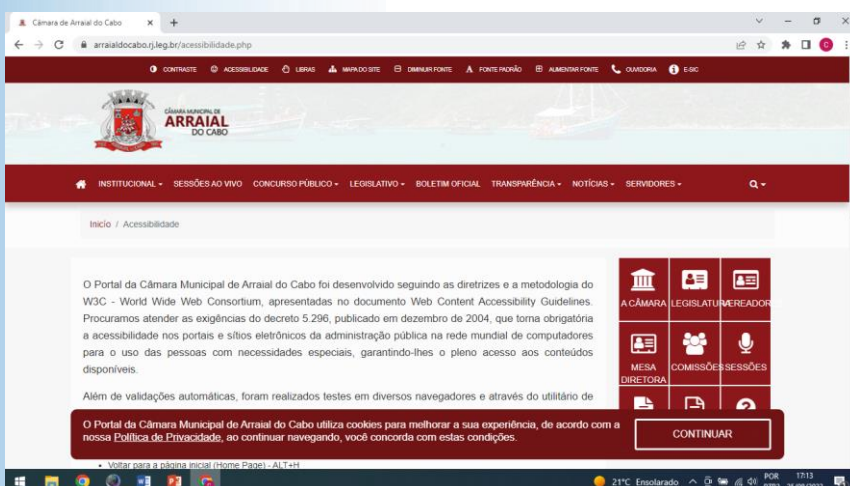 Câmara de Arraial do Cabo
arraialdocabo.rj.leg.br/acessibilidade.php
C
CONTRASTE ACESSIBILIDADE LIBRAS MAPA DO SITE DIMINUIR FONTE A FONTE PADRÃO AUMENTAR FONTE OUVIDORIA E-SIC
CÂMARA MUNICIPAL DE
ARRAIAL
DO CABO
INSTITUCIONAL SESSÕES AO VIVO CONCURSO PÚBLICO LEGISLATIVO BOLETIM OFICIAL TRANSPARÊNCIA NOTÍCIAS SERVIDORES
Início / Acessibilidade
O Portal da Câmara Municipal de Arraial do Cabo foi desenvolvido seguindo as diretrizes e a metodologia do
W3C - World Wide Web Consortium, apresentadas no documento Web Content Accessibility Guidelines.
Procuramos atender as exigências do decreto 5.296, publicado em dezembro de 2004, que torna obrigatória
a acessibilidade nos portais e sítios eletrônicos da administração pública na rede mundial de computadores
para o uso das pessoas com necessidades especiais, garantindo-lhes o pleno acesso aos conteúdos
disponíveis.
Além de validações automáticas, foram realizados testes em diversos navegadores e através do utilitário de
A CÂMARA LEGISLATURA VEREADOR
MESA
DIRETORA COMISSÕES SESSÕES
O Portal da Câmara Municipal de Arraial do Cabo utiliza cookies para melhorar a sua experiência, de acordo com a
nossa Política de Privacidade, ao continuar navegando, você concorda com estas condições.
CONTINUAR
• Voltar para a página inicial (Home Page) - ALT+H
21°C Ensolarado POR 17:13